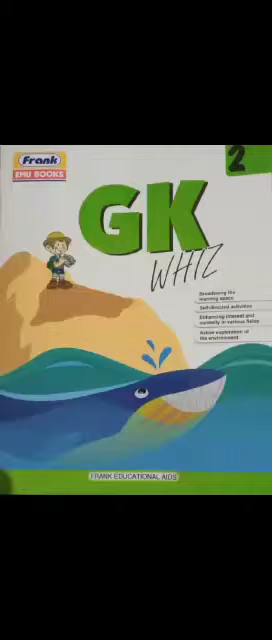 Frank
EMU BOOKS
2
GK
WHIZ
Broadening the
learning space
Self-directed activities
Enhancing interest and
curiosity in various fields
Active exploration of
the environment
FRANK EDUCATIONAL AIDS